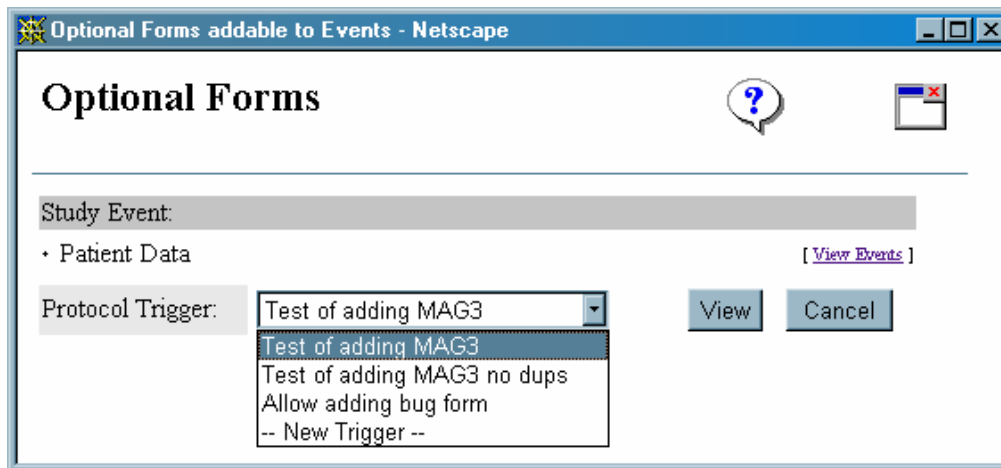 Optional Forms addable to Events - Netscape
Optional Forms
?
Study Event:
• Patient Data [ View Events ]
Protocol Trigger: Test of adding MAG3 View Cancel
Test of adding MAG3
Test of adding MAG3 no dups
Allow adding bug form
-- New Trigger --